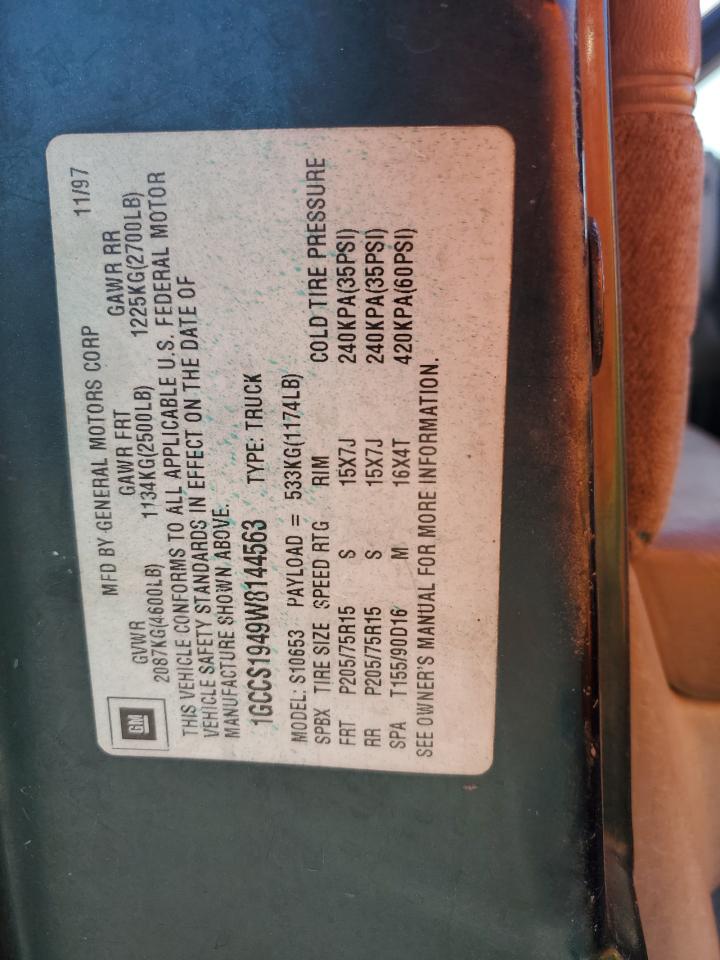 GM
MFD BY GENERAL MOTORS CORP 11/97
GVWR GAWR FRT GAWR RR
2087KG(4600LB) 1134KG(2500LB) 1225KG(2700LB)
THIS VEHICLE CONFORMS TO ALL APPLICABLE U.S. FEDERAL MOTOR
VEHICLE SAFETY STANDARDS IN EFFECT ON THE DATE OF
MANUFACTURE SHOWN ABOVE.
1GCCS1949W8144563 TYPE: TRUCK
MODEL: S10653 PAYLOAD = 533KG(1174LB)
SPBX TIRE SIZE SPEED RTG RIM COLD TIRE PRESSURE
FRT P205/75R15 S 15X7J 240KPA(35PSI)
RR P205/75R15 S 15X7J 240KPA(35PSI)
SPA T155/90D16 M 16X4T 420KPA(60PSI)
SEE OWNER'S MANUAL FOR MORE INFORMATION.